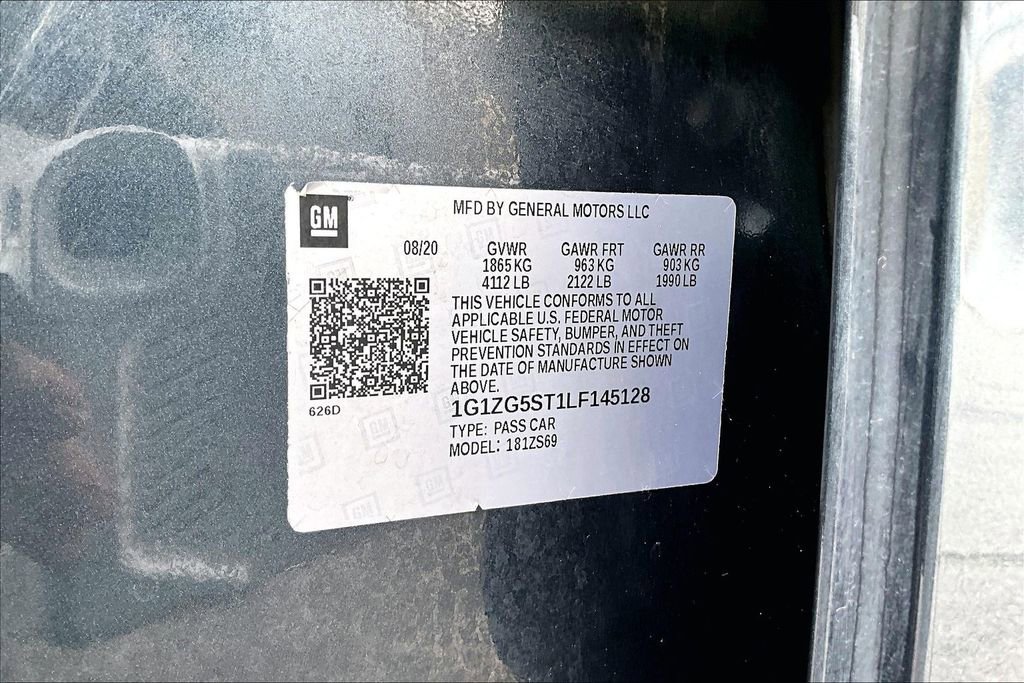 GM
MFD BY GENERAL MOTORS LLC
08/20 GVWR GAWR FRT GAWR RR
1865 KG 963 KG 903 KG
4112 LB 2122 LB 1990 LB
THIS VEHICLE CONFORMS TO ALL
APPLICABLE U.S. FEDERAL MOTOR
VEHICLE SAFETY, BUMPER, AND THEFT
PREVENTION STANDARDS IN EFFECT ON
THE DATE OF MANUFACTURE SHOWN
ABOVE.
626D
1G1ZG5ST1LF145128
TYPE: PASS CAR
MODEL: 181ZS69